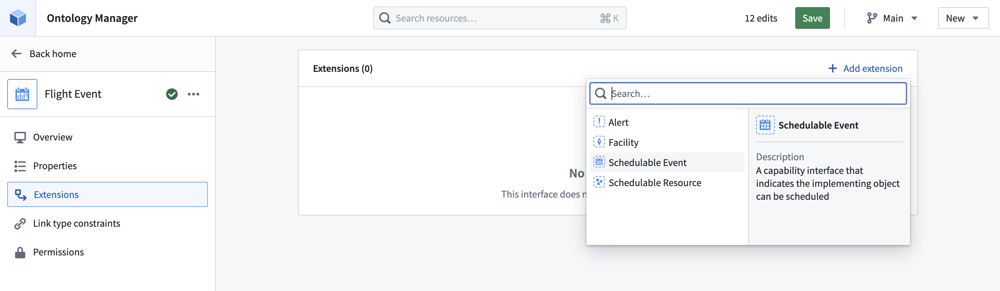 Ontology Manager
Search resources…
⌘ K
12 edits
Save
Main
New
Back home
Flight Event
Overview
Properties
Extensions
Link type constraints
Permissions
Extensions (0)
+ Add extension
No
This interface does
Search…
Alert
Facility
Schedulable Event
Schedulable Resource
Schedulable Event
Description
A capability interface that
indicates the implementing object
can be scheduled